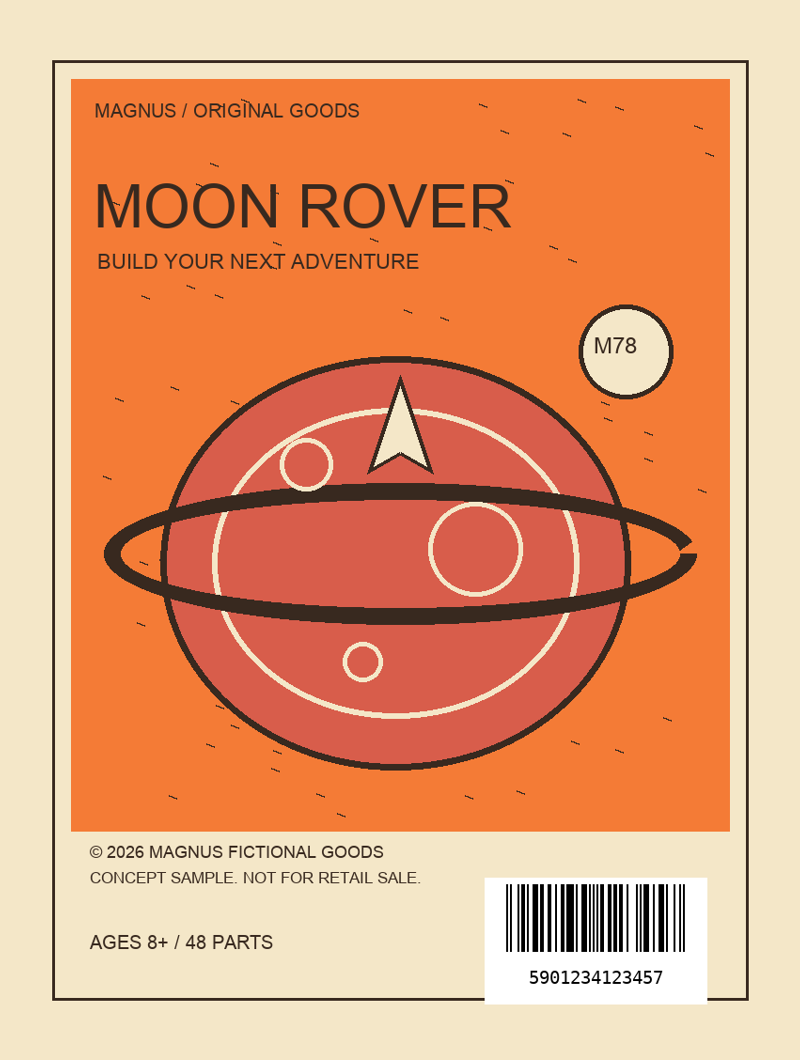 MAGNUS / ORIGINAL GOODS
MOON ROVER
BUILD YOUR NEXT ADVENTURE
M78
© 2026 MAGNUS FICTIONAL GOODS
CONCEPT SAMPLE. NOT FOR RETAIL SALE.
AGES 8+ / 48 PARTS
5901234123457